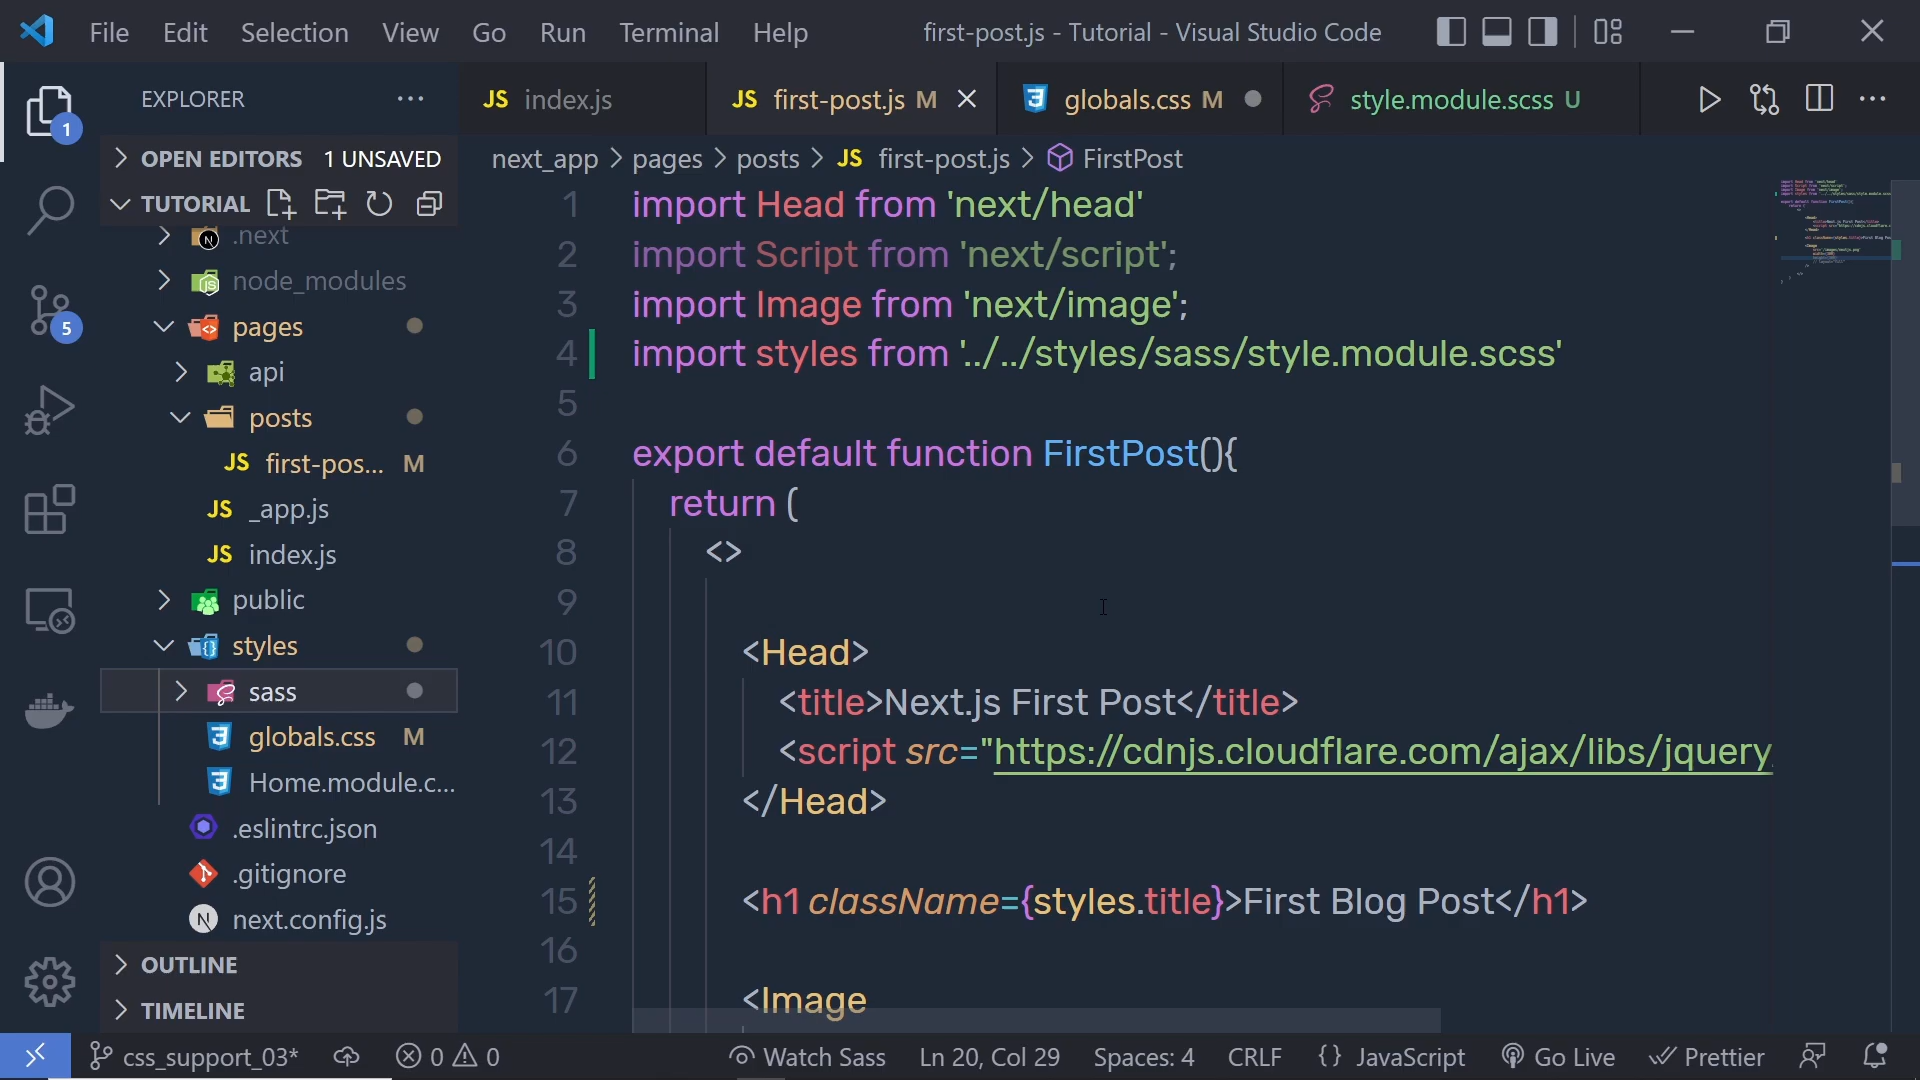 File Edit Selection View Go Run Terminal Help first-post.js - Tutorial - Visual Studio Code
EXPLORER
1
OPEN EDITORS 1 UNSAVED
TUTORIAL
.next
node_modules
pages
api
posts
JS first-pos... M
JS _app.js
JS index.js
public
styles
sass
globals.css M
Home.module.c...
.eslintrc.json
.gitignore
next.config.js
OUTLINE
TIMELINE
5
JS index.js JS first-post.js M globals.css M style.module.scss U
next_app > pages > posts > JS first-post.js > FirstPost
1 import Head from 'next/head'
2 import Script from 'next/script';
3 import Image from 'next/image';
4 import styles from '../../styles/sass/style.module.scss'
5
6 export default function FirstPost(){
7 return (
8 <>
9
10 <Head>
11 <title>Next.js First Post</title>
12 <script src="https://cdnjs.cloudflare.com/ajax/libs/jquery
13 </Head>
14
15 <h1 className={styles.title}>First Blog Post</h1>
16
17 <Image
css_support_03* 0 0 Watch Sass Ln 20, Col 29 Spaces: 4 CRLF {} JavaScript Go Live Prettier